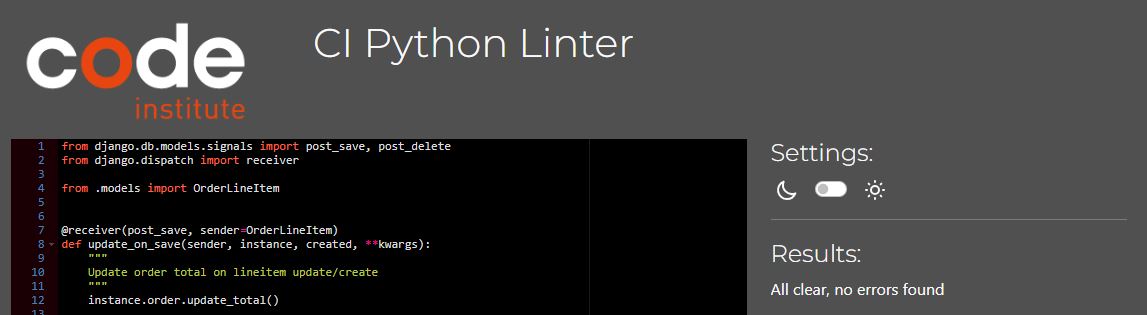 code
institute
CI Python Linter
1 from django.db.models.signals import post_save, post_delete
2 from django.dispatch import receiver
3
4 from .models import OrderLineItem
5
6
7 @receiver(post_save, sender=OrderLineItem)
8 def update_on_save(sender, instance, created, **kwargs):
9 """
10 Update order total on lineitem update/create
11 """
12 instance.order.update_total()
13
Settings:
Results:
All clear, no errors found